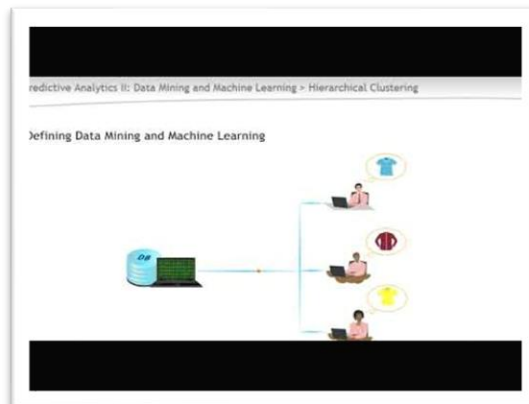 redictive Analytics II: Data Mining and Machine Learning > Hierarchical Clustering
Defining Data Mining and Machine Learning
DB